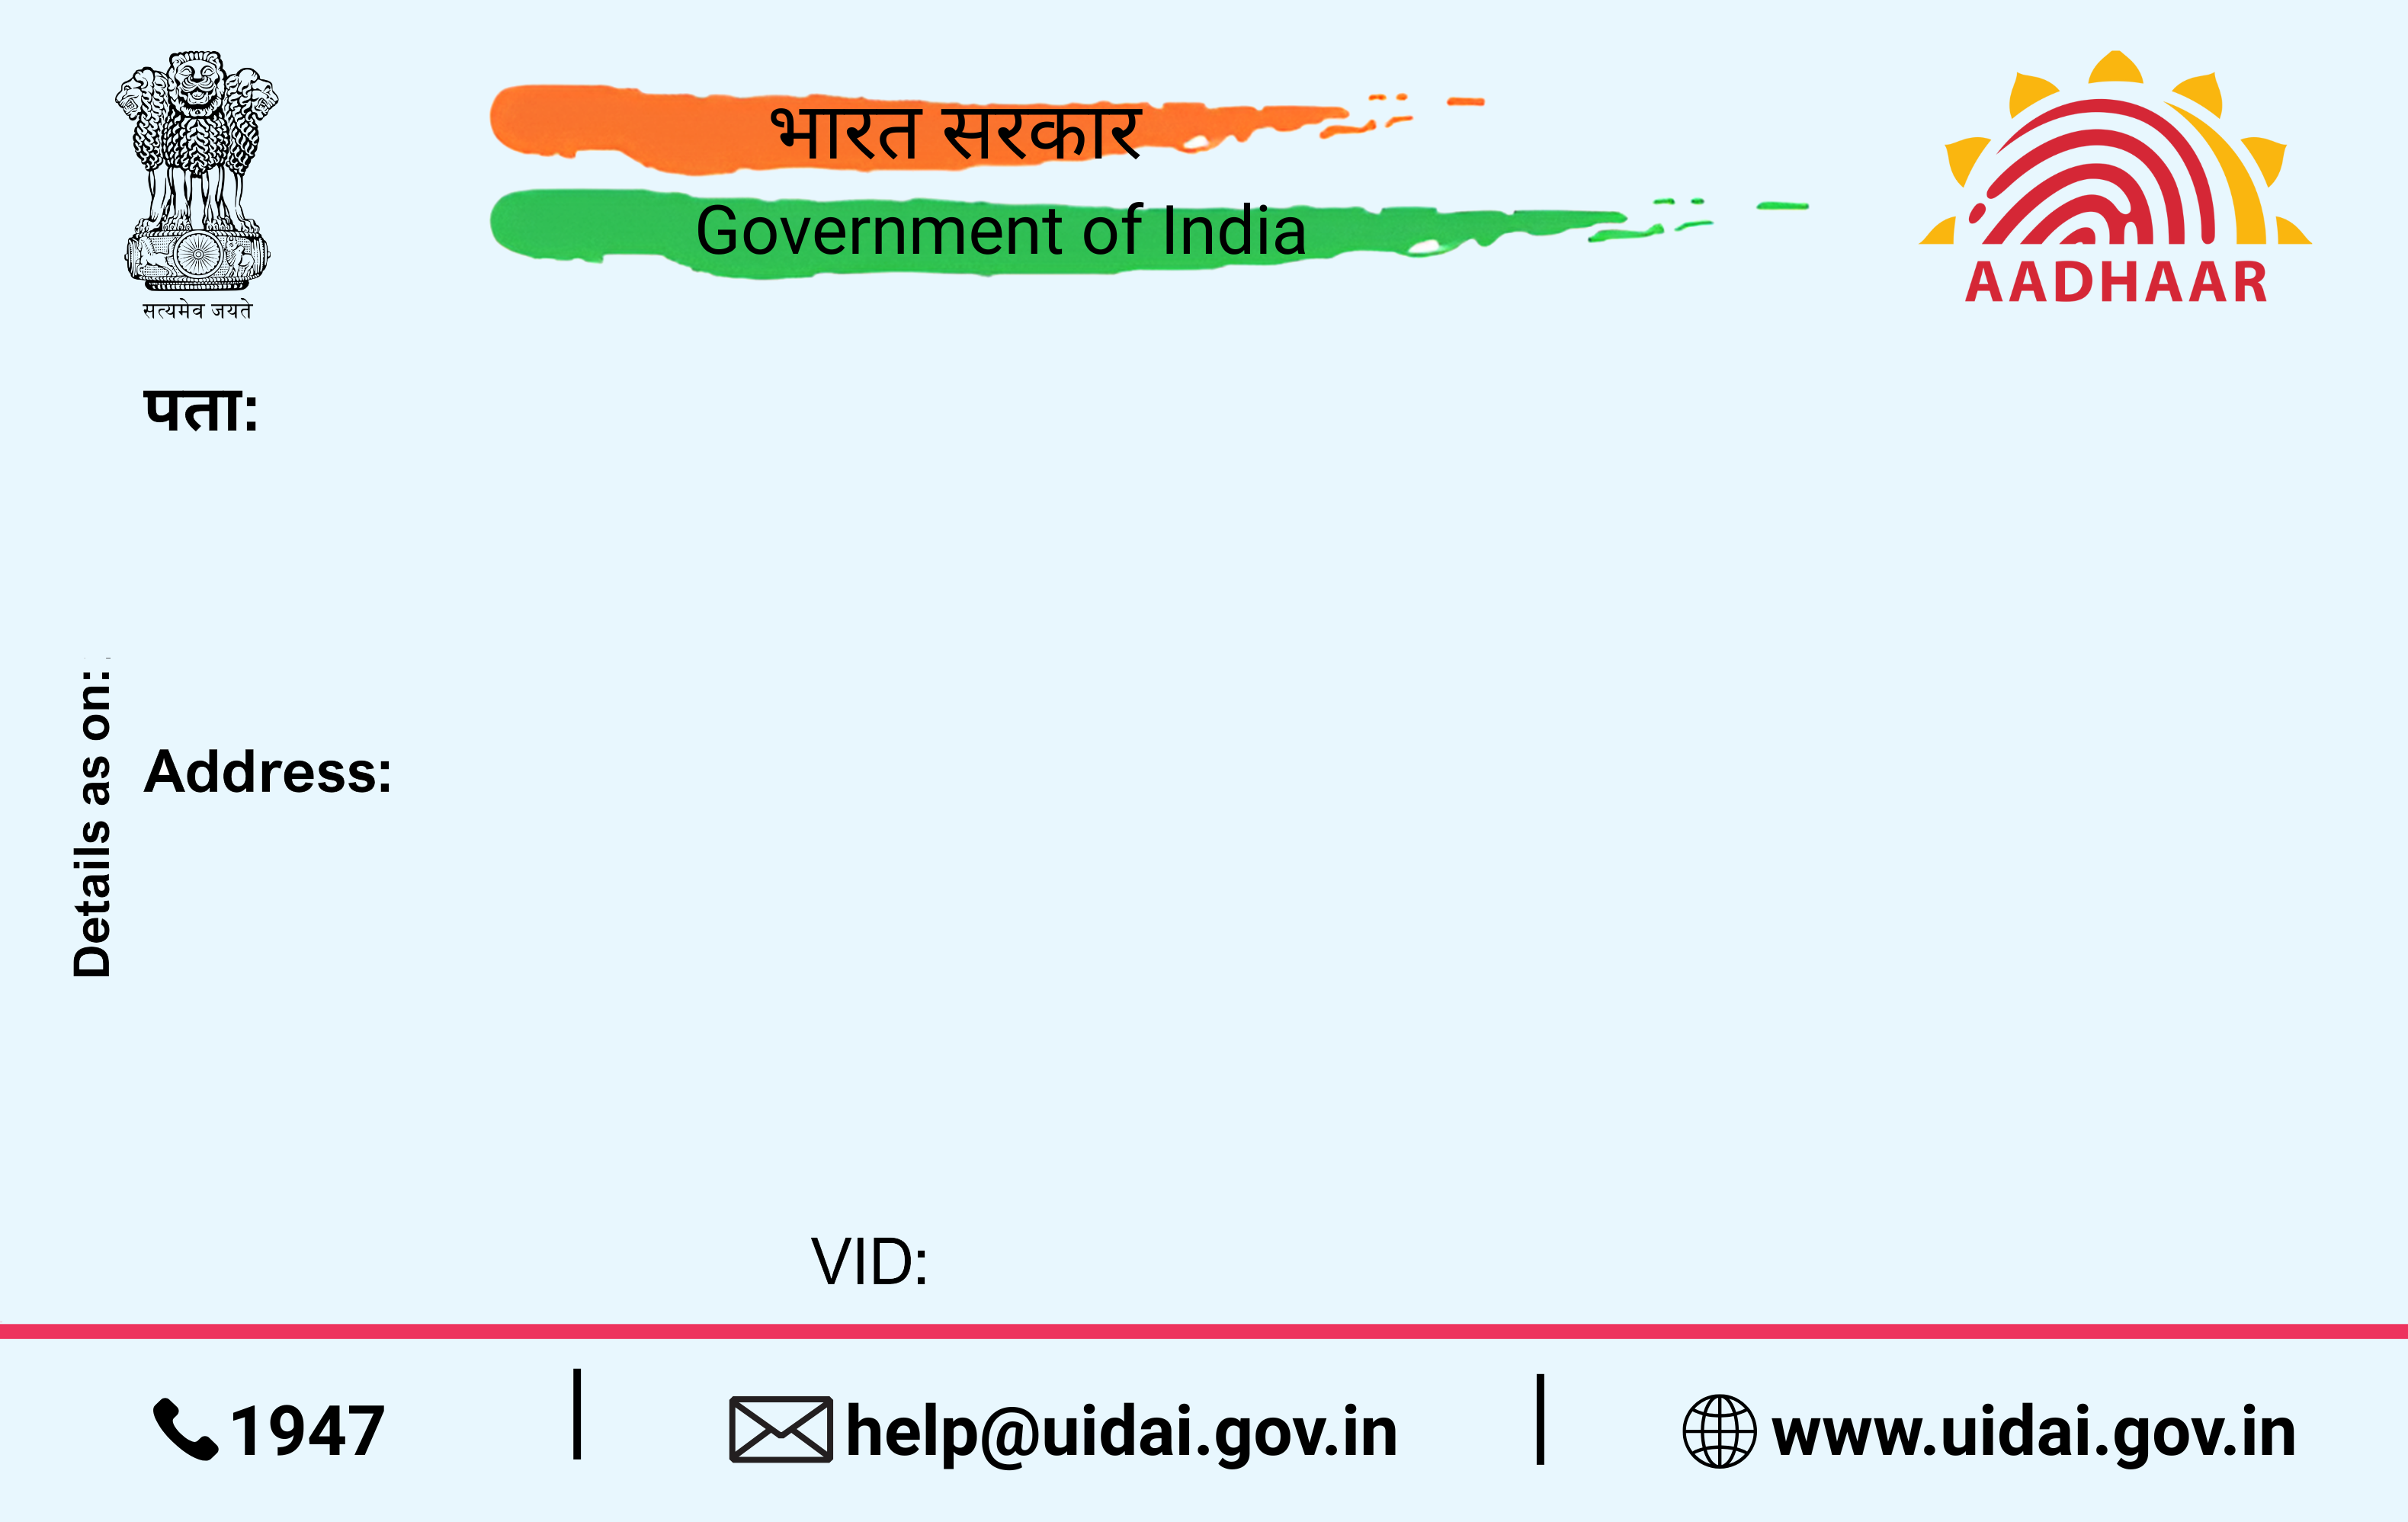 भारत सरकार
Government of India
सत्यमेव जयते
AADHAAR
पता:
Details as on:
Address:
VID:
1947
help@uidai.gov.in
www.uidai.gov.in